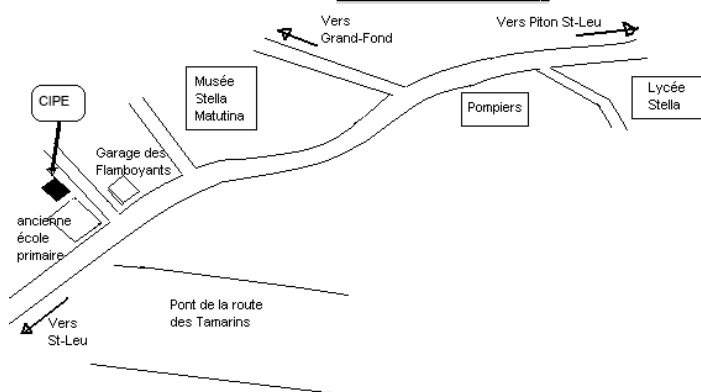 Vers
Grand-Fond
Vers Piton St-Leu
Musée
Stella
Matutina
CIPE
Pompiers
Lycée
Stella
Garage des
Flamboyants
ancienne
école
primaire
Pont de la route
des Tamarins
Vers
St-Leu